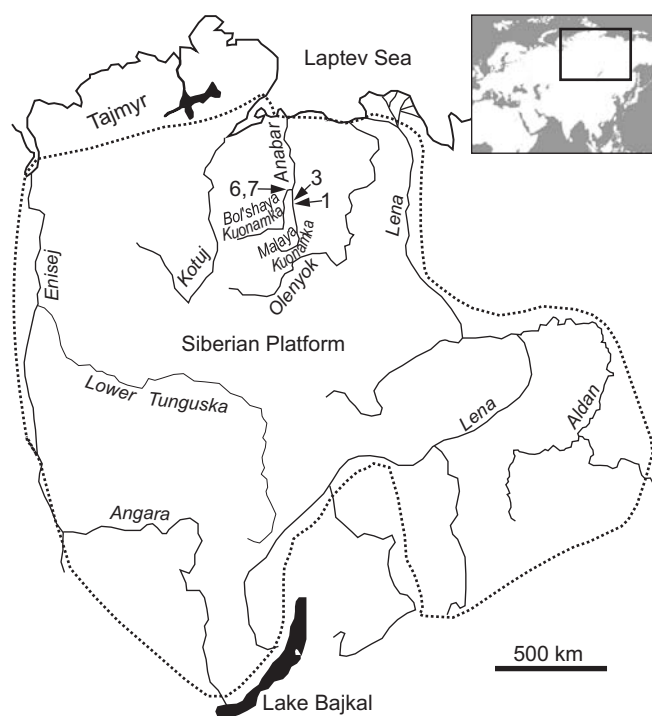 Laptev Sea
Tajmyr
Anabar
6,7
3
1
Bol'shaya
Kuonamka
Malaya
Kuonamka
Kotuj
Olenyok
Lena
Enisej
Siberian Platform
Lower Tunguska
Lena
Aldan
Angara
500 km
Lake Bajkal